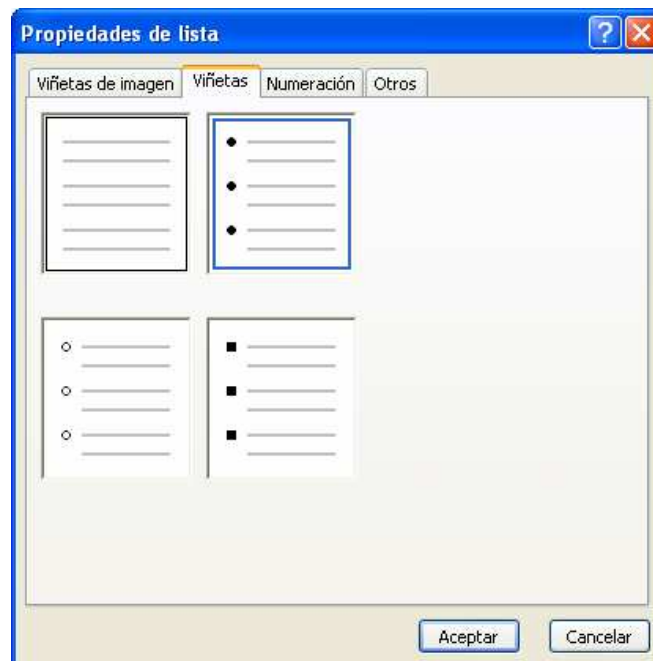 Propiedades de lista
Viñetas de imagen Viñetas Numeración Otros
Aceptar Cancelar